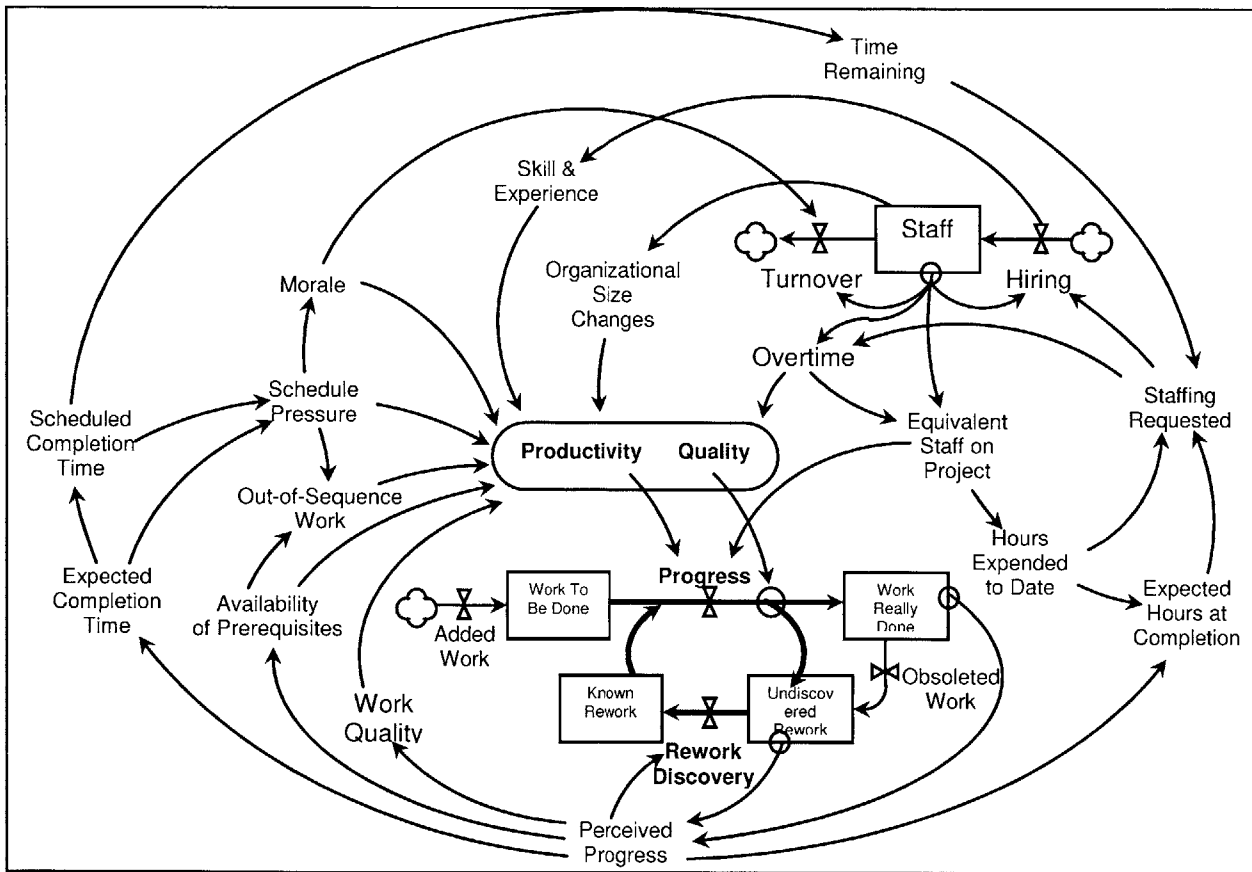 Time
Remaining
Skill &
Experience
Staff
Turnover
Hiring
Organizational
Size
Changes
Morale
Overtime
Schedule
Pressure
Scheduled
Completion
Time
Staffing
Requested
Equivalent
Staff on
Project
Productivity
Quality
Out-of-Sequence
Work
Hours
Expended
to Date
Expected
Completion
Time
Availability
of Prerequisites
Progress
Work To
Be Done
Work
Really
Done
Added
Work
Expected
Hours at
Completion
Obsoleted
Work
Work
Quality
Known
Rework
Undiscov
ered
Rework
Rework
Discovery
Perceived
Progress